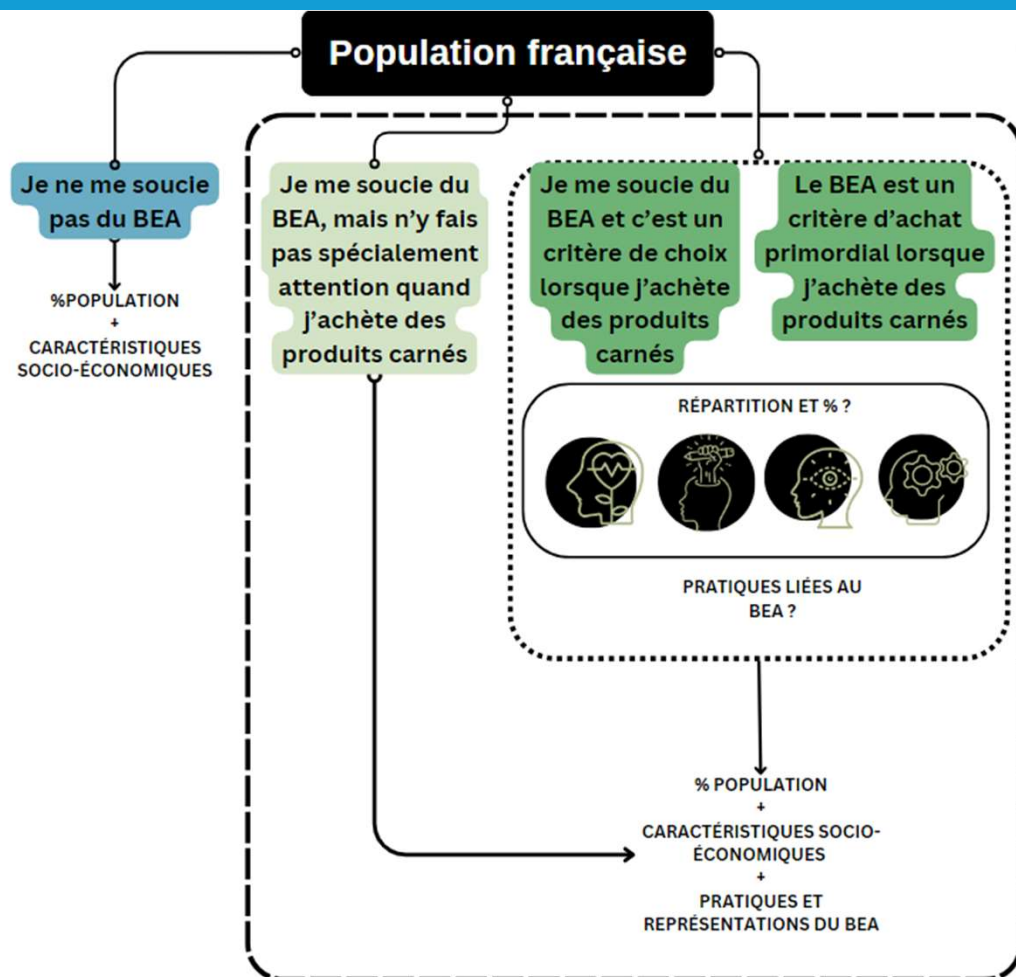 Population française
Je ne me soucie
pas du BEA
%POPULATION
+
CARACTÉRISTIQUES
SOCIO-ÉCONOMIQUES
Je me soucie du
BEA, mais n’y fais
pas spécialement
attention quand
j’achète des
produits carnés
Je me soucie du
BEA et c’est un
critère de choix
lorsque j’achète
des produits
carnés
Le BEA est un
critère d’achat
primordial lorsque
j’achète des
produits carnés
RÉPARTITION ET % ?
PRATIQUES LIÉES AU
BEA ?
% POPULATION
+
CARACTÉRISTIQUES SOCIO-
ÉCONOMIQUES
+
PRATIQUES ET
REPRÉSENTATIONS DU BEA